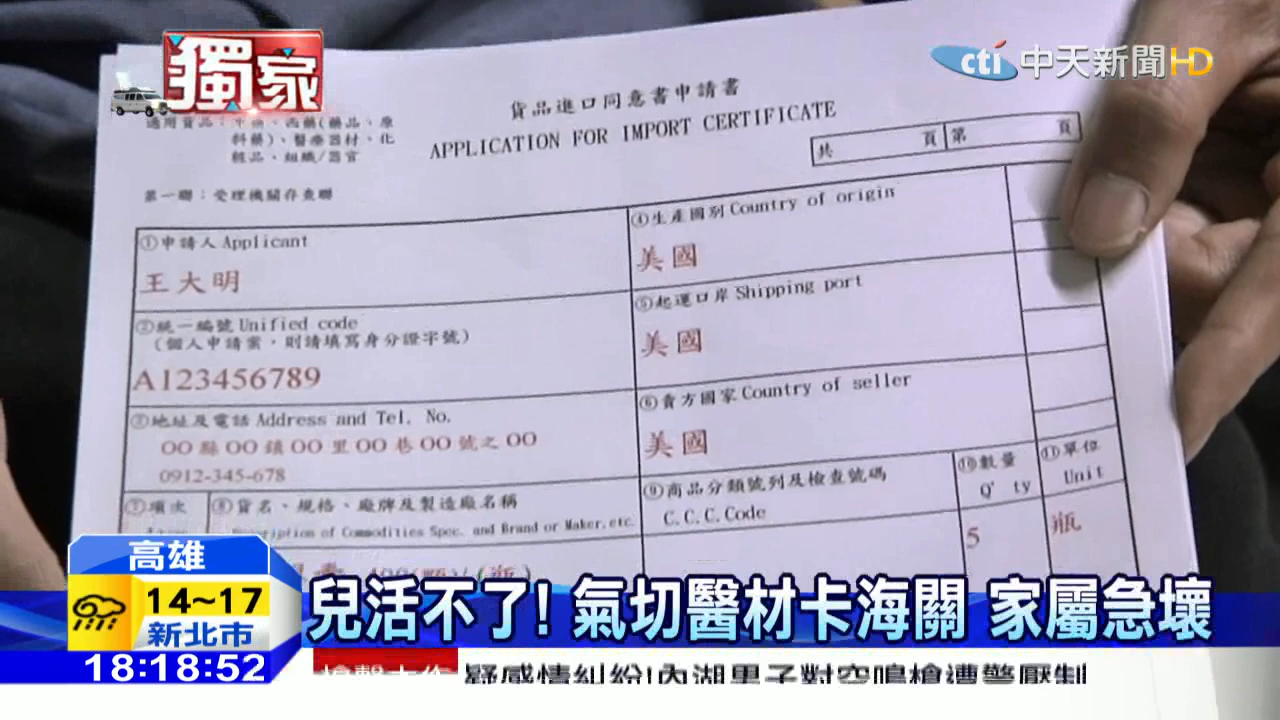 獨家
cti 中天新聞HD
貨品進口同意書申請書
APPLICATION FOR IMPORT CERTIFICATE
適用貨品：中藥、西藥(藥品、原
料藥)、醫療器材、化
粧品、組織/器官
共 頁 第 頁
第一聯：受理機關存查聯
①申請人 Applicant
王大明
②統一編號 Unified code
（個人申請案，則請填寫身分證字號）
A123456789
③地址及電話 Address and Tel. No.
OO縣OO鎮OO里OO巷OO號之OO
0912-345-678
④生產國別 Country of origin
美國
⑤起運口岸 Shipping port
美國
⑥賣方國家 Country of seller
美國
⑦項次
⑧貨名、規格、廠牌及製造廠名稱
Description of Commodities Spec. and Brand or Maker, etc.
⑨商品分類號列及檢查號碼
C.C.C.Code
⑩數量
Q' ty
⑪單位
Unit
5
瓶
高雄
14~17
新北市
18:18:52
兒活不了! 氣切醫材卡海關 家屬急壞
疑感情糾紛!內湖男子對空鳴槍遭警壓制